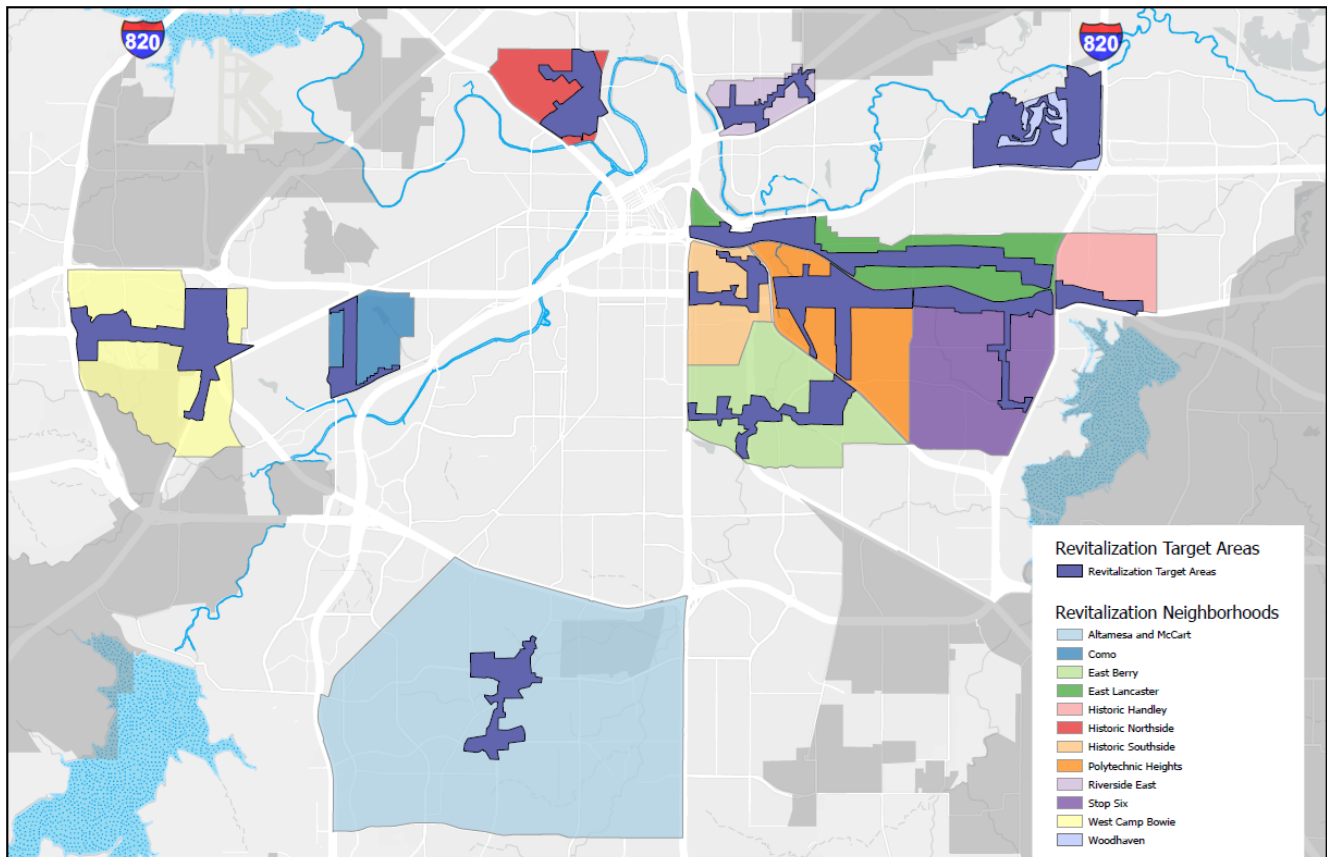 820
820
Revitalization Target Areas
Revitalization Target Areas
Revitalization Neighborhoods
Altamesa and McCart
Como
East Berry
East Lancaster
Historic Handley
Historic Northside
Historic Southside
Polytechnic Heights
Riverside East
Stop Six
West Camp Bowie
Woodhaven